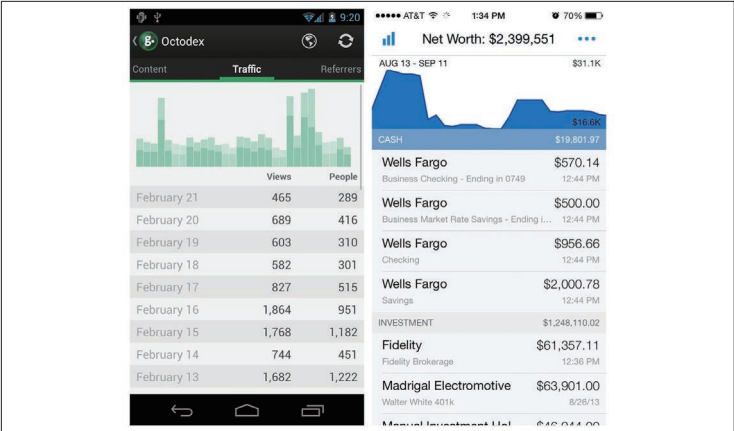 9:20
g. Octodex
Content Traffic Referrers
Views People
February 21 465 289
February 20 689 416
February 19 603 310
February 18 582 301
February 17 827 515
February 16 1,864 951
February 15 1,768 1,182
February 14 744 451
February 13 1,682 1,222
AT&T 1:34 PM 70%
Net Worth: $2,399,551
AUG 13 - SEP 11 $31.1K
$16.6K
CASH $19,801.97
Wells Fargo $570.14
Business Checking - Ending in 0749 12:44 PM
Wells Fargo $500.00
Business Market Rate Savings - Ending i... 12:44 PM
Wells Fargo $956.66
Checking 12:44 PM
Wells Fargo $2,000.78
Savings 12:44 PM
INVESTMENT $1,248,110.02
Fidelity $61,357.11
Fidelity Brokerage 12:36 PM
Madrigal Electromotive $63,901.00
Walter White 401k 8/26/13